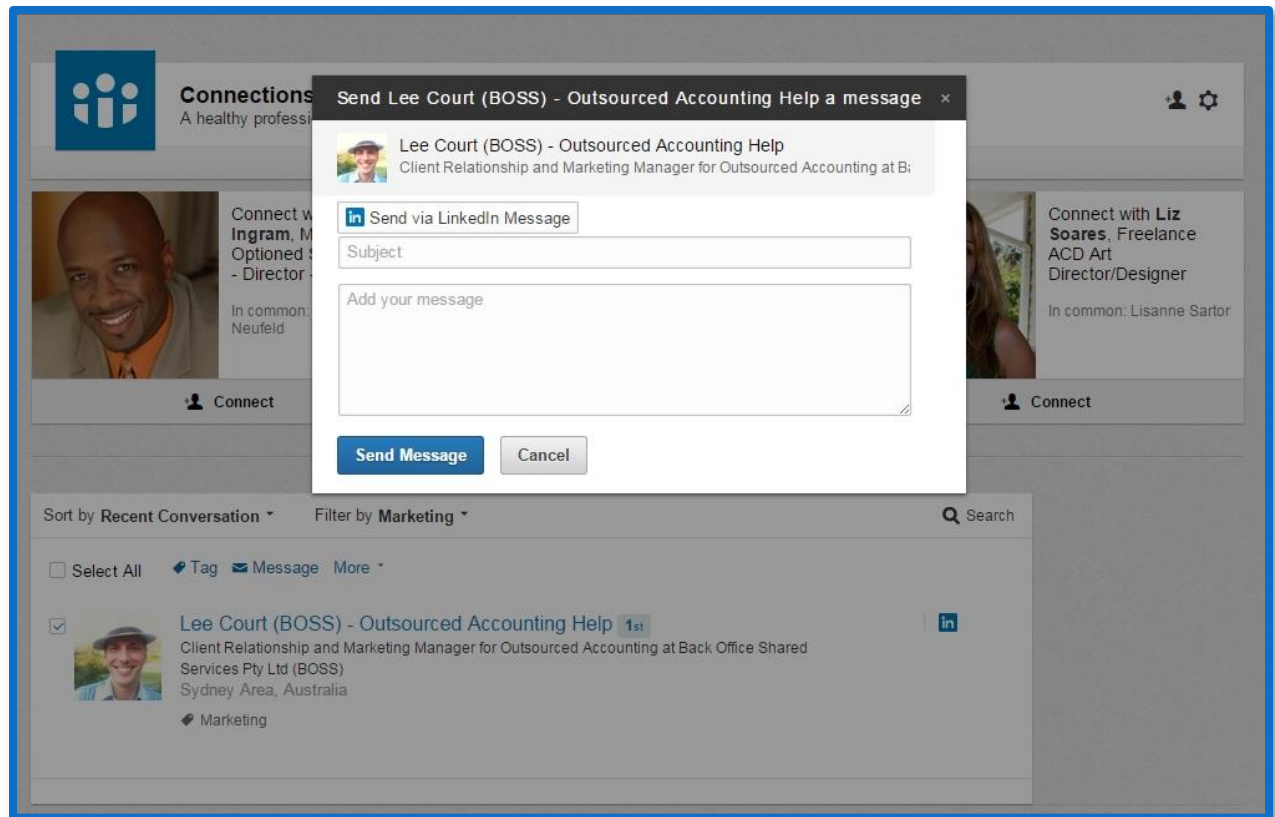 Connections
A healthy professi
Send Lee Court (BOSS) - Outsourced Accounting Help a message ×
Lee Court (BOSS) - Outsourced Accounting Help
Client Relationship and Marketing Manager for Outsourced Accounting at Ba
in Send via LinkedIn Message
Subject
Add your message
Send Message
Cancel
Connect w
Ingram, M
Optioned S
- Director -
In common:
Neufeld
Connect
Connect with Liz
Soares, Freelance
ACD Art
Director/Designer
In common: Lisanne Sartor
Connect
Sort by Recent Conversation
Filter by Marketing
Search
Select All
Tag
Message
More
Lee Court (BOSS) - Outsourced Accounting Help 1st
in
Client Relationship and Marketing Manager for Outsourced Accounting at Back Office Shared
Services Pty Ltd (BOSS)
Sydney Area, Australia
Marketing